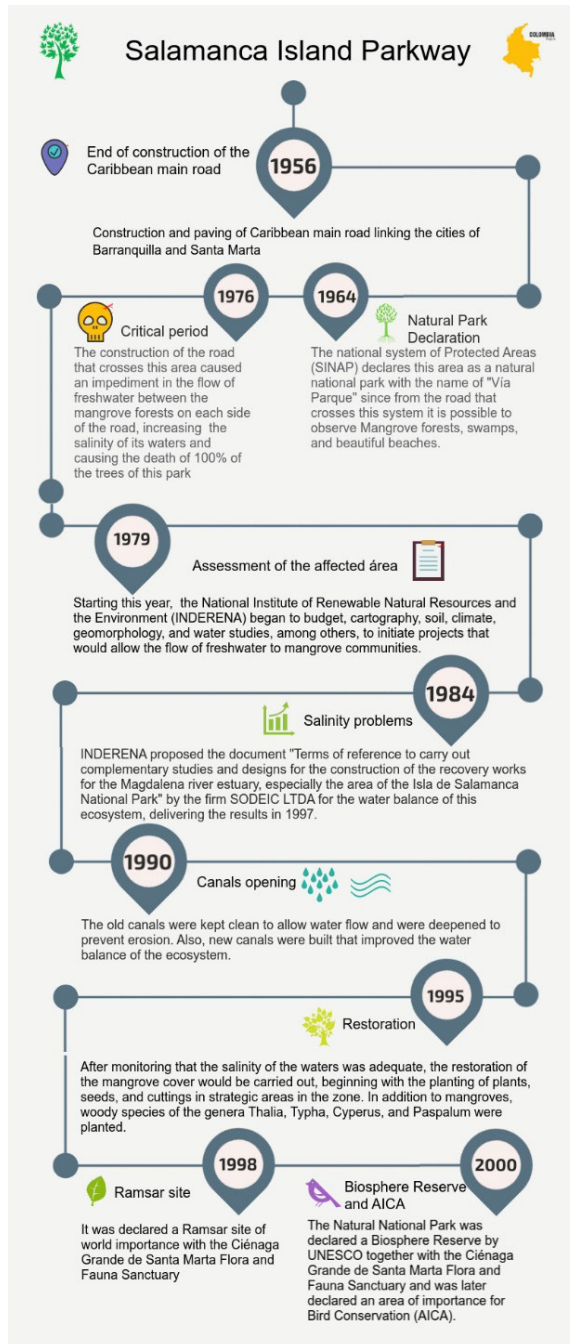 Salamanca Island Parkway
COLOMBIA
End of construction of the
Caribbean main road
1956
Construction and paving of Caribbean main road linking the cities of
Barranquilla and Santa Marta
1964
Natural Park
Declaration
The national system of Protected Areas
(SINAP) declares this area as a natural
national park with the name of "Vía
Parque" since from the road that
crosses this system it is possible to
observe Mangrove forests, swamps,
and beautiful beaches.
1976
Critical period
The construction of the road
that crosses this area caused
an impediment in the flow of
freshwater between the
mangrove forests on each side
of the road, increasing the
salinity of its waters and
causing the death of 100% of
the trees of this park
1979
Assessment of the affected área
Starting this year, the National Institute of Renewable Natural Resources and
the Environment (INDERENA) began to budget, cartography, soil, climate,
geomorphology, and water studies, among others, to initiate projects that
would allow the flow of freshwater to mangrove communities.
1984
Salinity problems
INDERENA proposed the document "Terms of reference to carry out
complementary studies and designs for the construction of the recovery works
for the Magdalena river estuary, especially the area of the Isla de Salamanca
National Park" by the firm SODEIC LTDA for the water balance of this
ecosystem, delivering the results in 1997.
1990
Canals opening
The old canals were kept clean to allow water flow and were deepened to
prevent erosion. Also, new canals were built that improved the water
balance of the ecosystem.
1995
Restoration
After monitoring that the salinity of the waters was adequate, the restoration of
the mangrove cover would be carried out, beginning with the planting of plants,
seeds, and cuttings in strategic areas in the zone. In addition to mangroves,
woody species of the genera Thalia, Typha, Cyperus, and Paspalum were
planted.
1998
Ramsar site
It was declared a Ramsar site of
world importance with the Ciénaga
Grande de Santa Marta Flora and
Fauna Sanctuary
2000
Biosphere Reserve
and AICA
The Natural National Park was
declared a Biosphere Reserve by
UNESCO together with the Ciénaga
Grande de Santa Marta Flora and
Fauna Sanctuary and was later
declared an area of importance for
Bird Conservation (AICA).